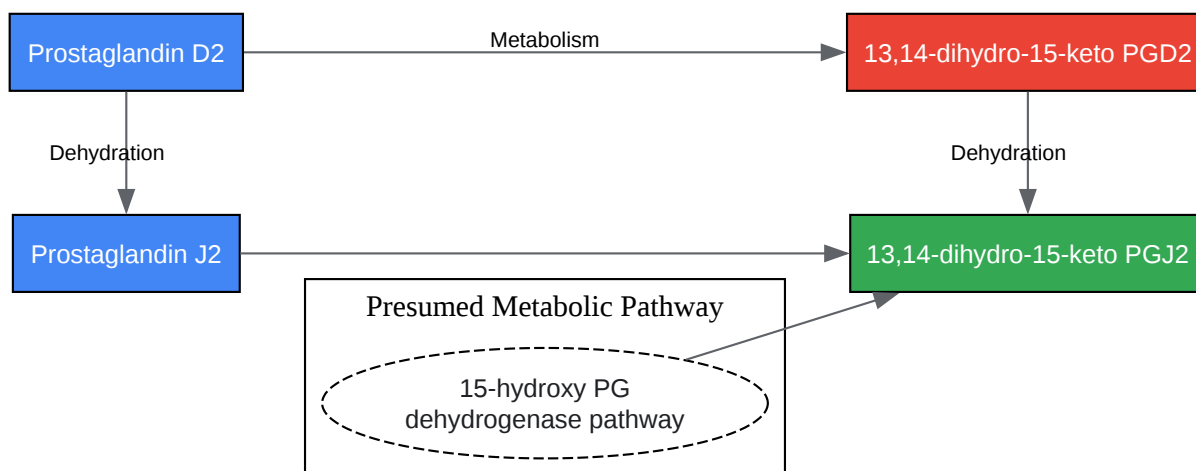 Prostaglandin D2
Metabolism
13,14-dihydro-15-keto PGD2
Dehydration
Dehydration
Prostaglandin J2
13,14-dihydro-15-keto PGJ2
Presumed Metabolic Pathway
15-hydroxy PG
dehydrogenase pathway